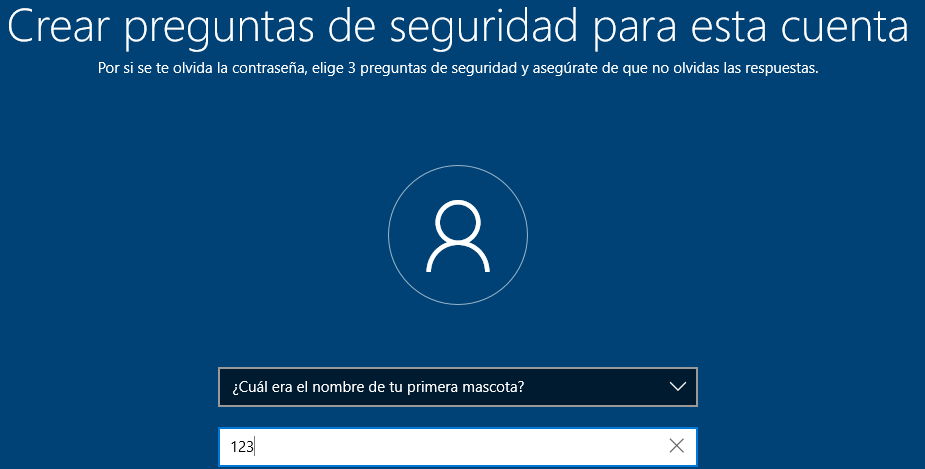 Crear preguntas de seguridad para esta cuenta
Por si se te olvida la contraseña, elige 3 preguntas de seguridad y asegúrate de que no olvidas las respuestas.
¿Cuál era el nombre de tu primera mascota?
123